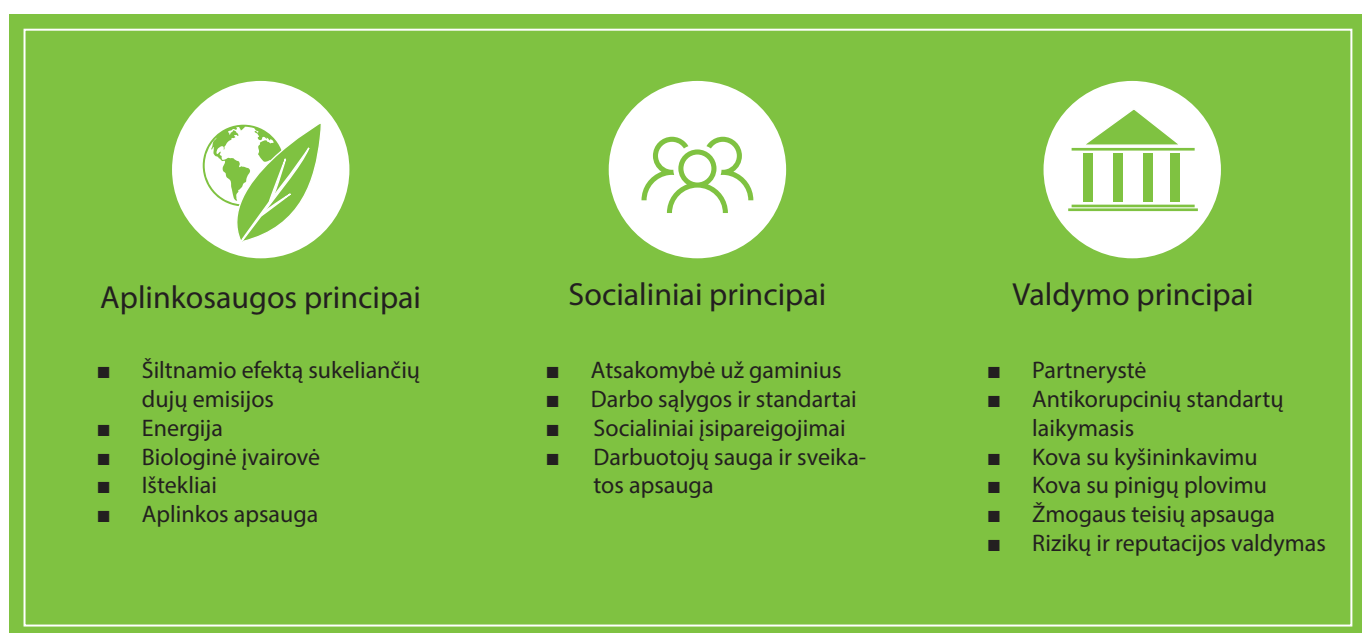 Aplinkosaugos principai
■ Šiltnamio efektą sukeliančių
dujų emisijos
■ Energija
■ Biologinė įvairovė
■ Ištekliai
■ Aplinkos apsauga
Socialiniai principai
■ Atsakomybė už gaminius
■ Darbo sąlygos ir standartai
■ Socialiniai įsipareigojimai
■ Darbuotojų sauga ir sveika-
tos apsauga
Valdymo principai
■ Partnerystė
■ Antikorupcinių standartų
laikymasis
■ Kova su kyšininkavimu
■ Kova su pinigų plovimu
■ Žmogaus teisių apsauga
■ Rizikų ir reputacijos valdymas